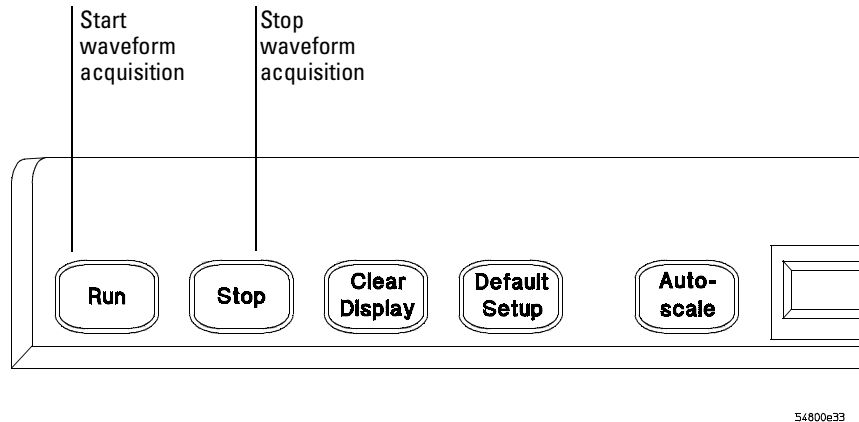 Start
waveform
acquisition
Stop
waveform
acquisition
Run
Stop
Clear
Display
Default
Setup
Auto-
scale
54800e33